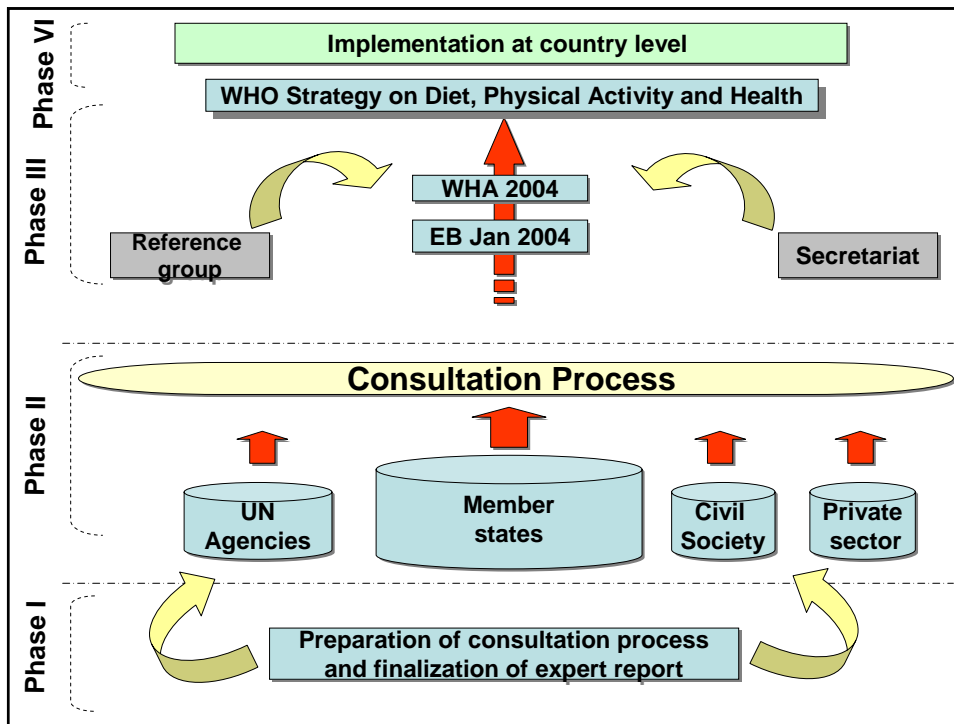 Phase VI
Implementation at country level
WHO Strategy on Diet, Physical Activity and Health
Phase III
WHA 2004
EB Jan 2004
Reference
group
Secretariat
Phase II
Consultation Process
UN
Agencies
Member
states
Civil
Society
Private
sector
Phase I
Preparation of consultation process
and finalization of expert report